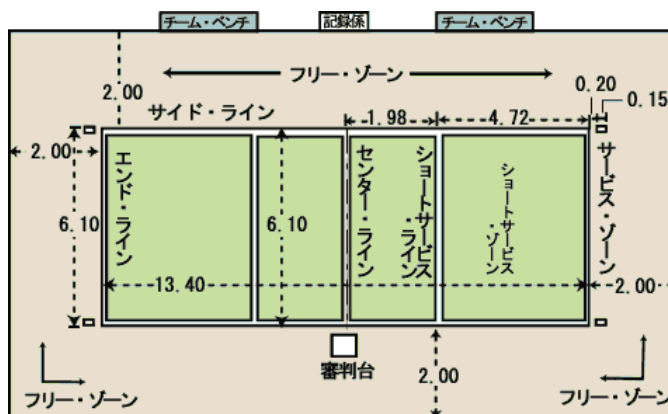 チーム・ベンチ
記録係
チーム・ベンチ
フリー・ゾーン
2.00
サイド・ライン
1.98
4.72
0.20
0.15
2.00
エンド・ライン
6.10
6.10
センター・ライン
ショートサービス
・ライン
ショートサービス
・ゾーン
サービス・ゾーン
13.40
2.00
審判台
2.00
フリー・ゾーン
フリー・ゾーン